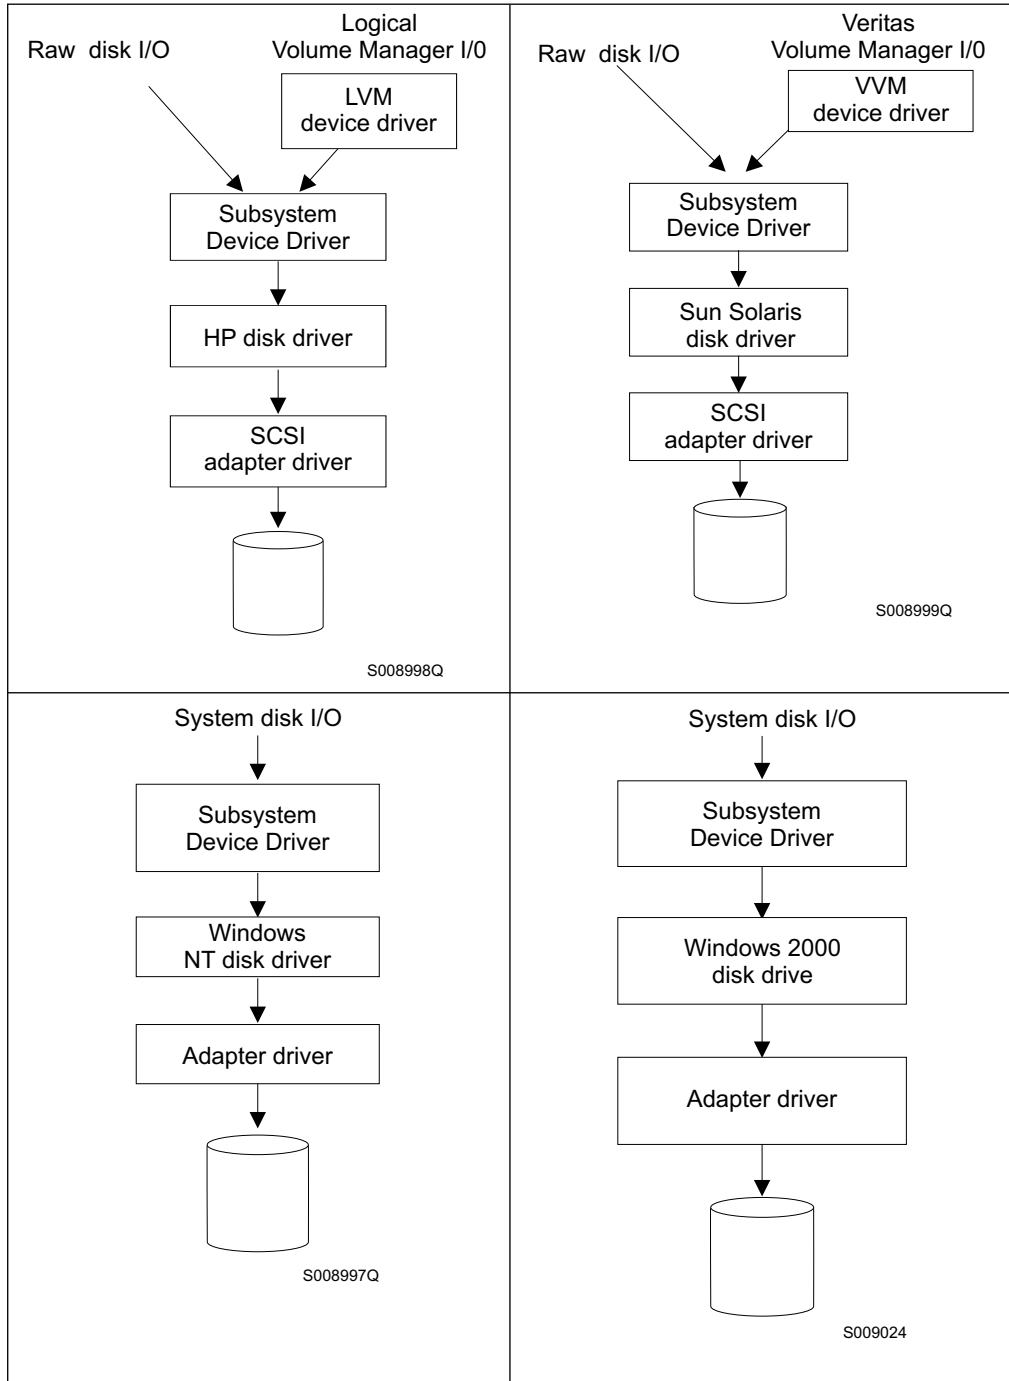 Raw disk I/O
Logical
Volume Manager I/0
LVM
device driver
Subsystem
Device Driver
HP disk driver
SCSI
adapter driver
S008998Q
Raw disk I/O
Veritas
Volume Manager I/0
VVM
device driver
Subsystem
Device Driver
Sun Solaris
disk driver
SCSI
adapter driver
S008999Q
System disk I/O
Subsystem
Device Driver
Windows
NT disk driver
Adapter driver
S008997Q
System disk I/O
Subsystem
Device Driver
Windows 2000
disk drive
Adapter driver
S009024